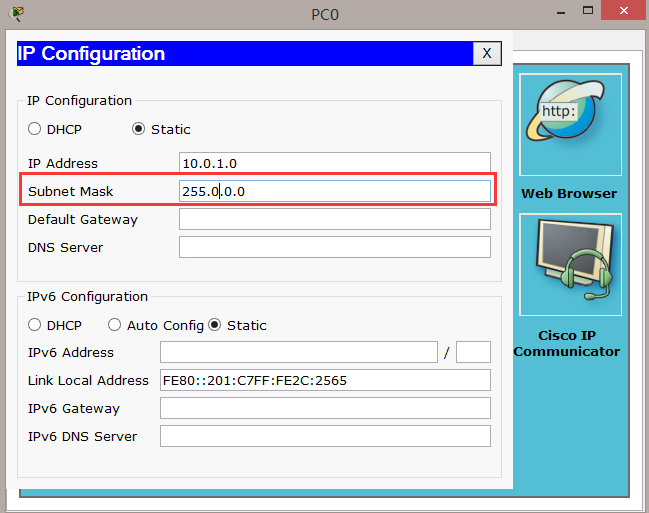 PC0
IP Configuration X
IP Configuration
DHCP Static
IP Address 10.0.1.0
Subnet Mask 255.0.0.0
Default Gateway
DNS Server
IPv6 Configuration
DHCP Auto Config Static
IPv6 Address /
Link Local Address FE80::201:C7FF:FE2C:2565
IPv6 Gateway
IPv6 DNS Server
http:
Web Browser
Cisco IP
Communicator